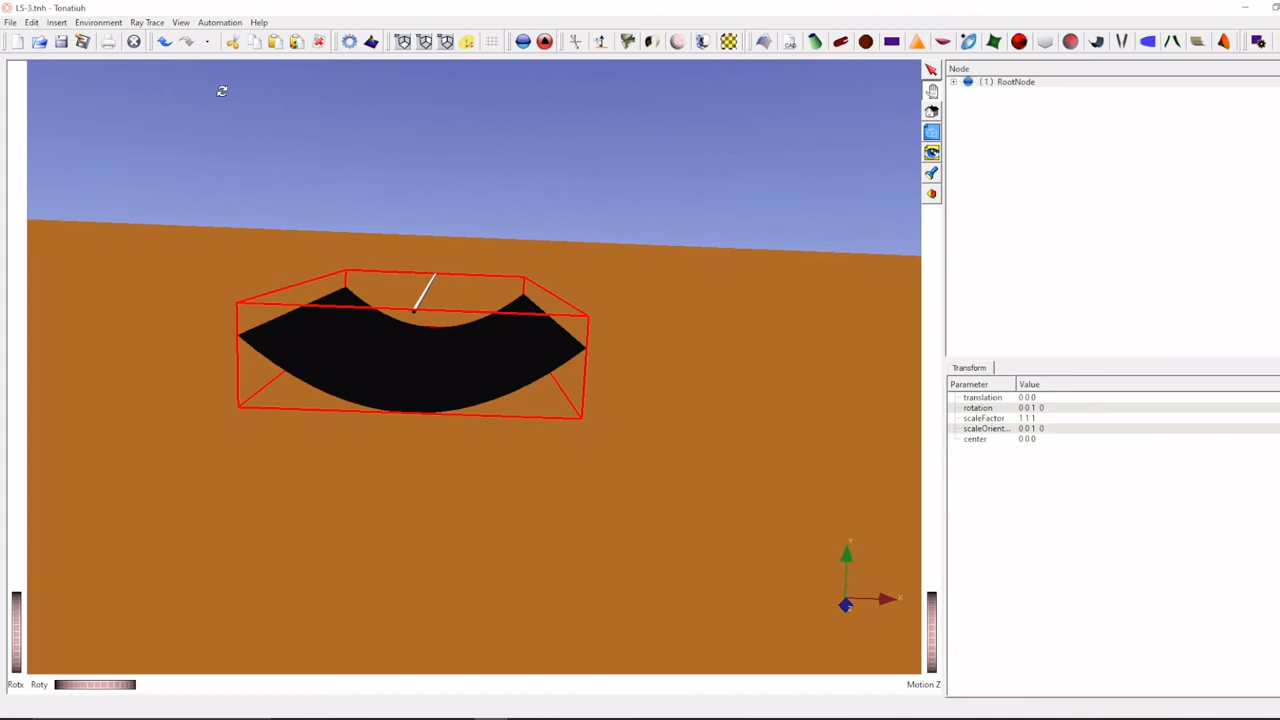 LS-3.tnh - Tonatiuh
File Edit Insert Environment Ray Trace View Automation Help
CAD
Node
(1) RootNode
Transform
Parameter Value
translation 0 0 0
rotation 0 0 1 0
scaleFactor 1 1 1
scaleOrient... 0 0 1 0
center 0 0 0
Y
X
Z
Rotx Roty Motion Z